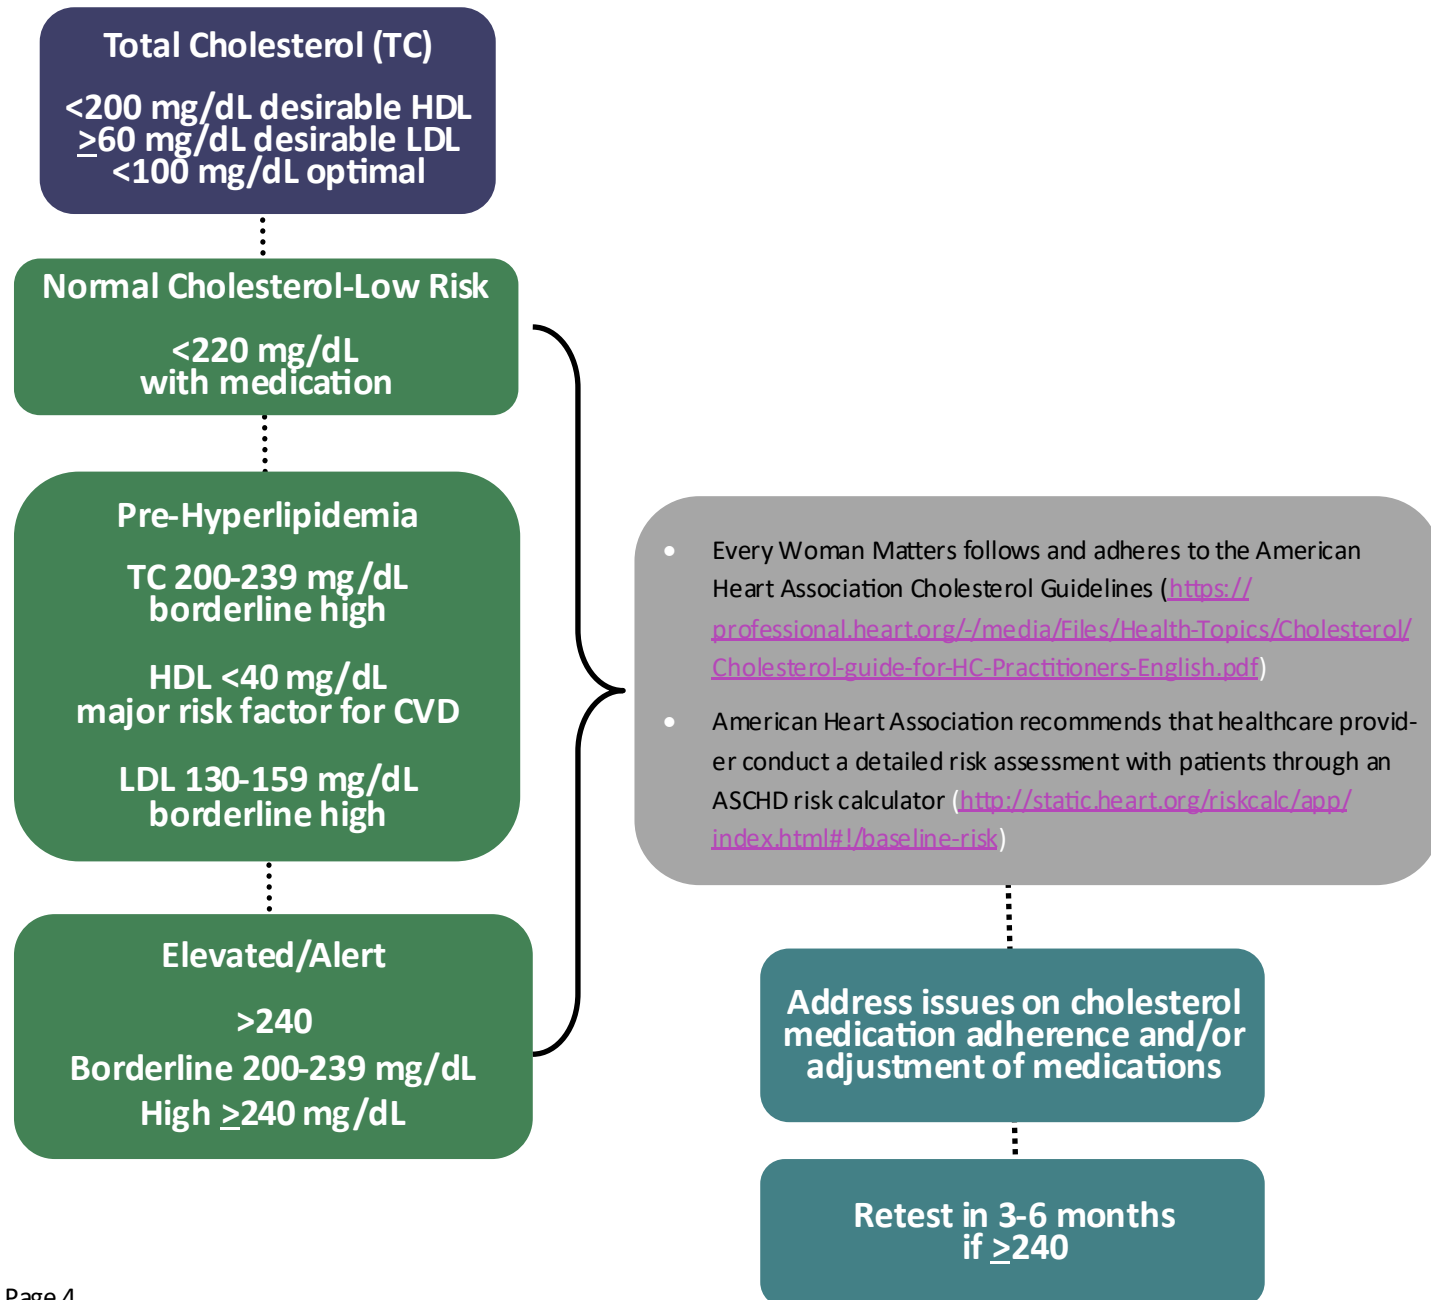 Total Cholesterol (TC)
<200 mg/dL desirable HDL
≥60 mg/dL desirable LDL
<100 mg/dL optimal
Normal Cholesterol-Low Risk
<220 mg/dL
with medication
Pre-Hyperlipidemia
TC 200-239 mg/dL
borderline high
HDL <40 mg/dL
major risk factor for CVD
LDL 130-159 mg/dL
borderline high
Elevated/Alert
>240
Borderline 200-239 mg/dL
High ≥240 mg/dL
• Every Woman Matters follows and adheres to the American
Heart Association Cholesterol Guidelines (https://
professional.heart.org/-/media/Files/Health-Topics/Cholesterol/
Cholesterol-guide-for-HC-Practitioners-English.pdf)
• American Heart Association recommends that healthcare provid-
er conduct a detailed risk assessment with patients through an
ASCHD risk calculator (http://static.heart.org/riskcalc/app/
index.html#!/baseline-risk)
Address issues on cholesterol
medication adherence and/or
adjustment of medications
Retest in 3-6 months
if ≥240
Page 4